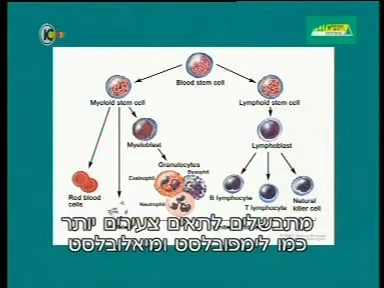 Blood stem cell
Myeloid stem cell
Lymphoid stem cell
Myeloblast
Lymphoblast
Granulocytes
Eosinophil
Basophil
Neutrophil
Red blood cells
B lymphocyte
T lymphocyte
Natural killer cell
מתבשלים לתאים צעירים יותר
כמו לימפובלסט ומיאלובלסט